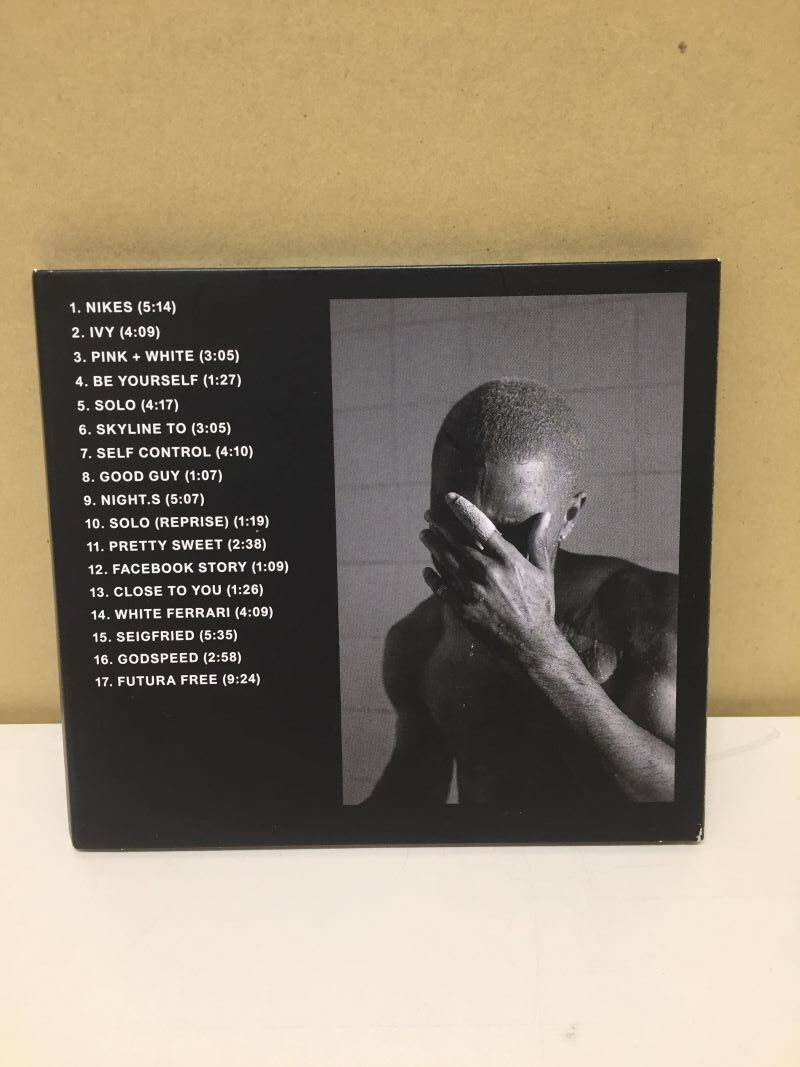 1. NIKES (5:14)
2. IVY (4:09)
3. PINK + WHITE (3:05)
4. BE YOURSELF (1:27)
5. SOLO (4:17)
6. SKYLINE TO (3:05)
7. SELF CONTROL (4:10)
8. GOOD GUY (1:07)
9. NIGHT.S (5:07)
10. SOLO (REPRISE) (1:19)
11. PRETTY SWEET (2:38)
12. FACEBOOK STORY (1:09)
13. CLOSE TO YOU (1:26)
14. WHITE FERRARI (4:09)
15. SEIGFRIED (5:35)
16. GODSPEED (2:58)
17. FUTURA FREE (9:24)